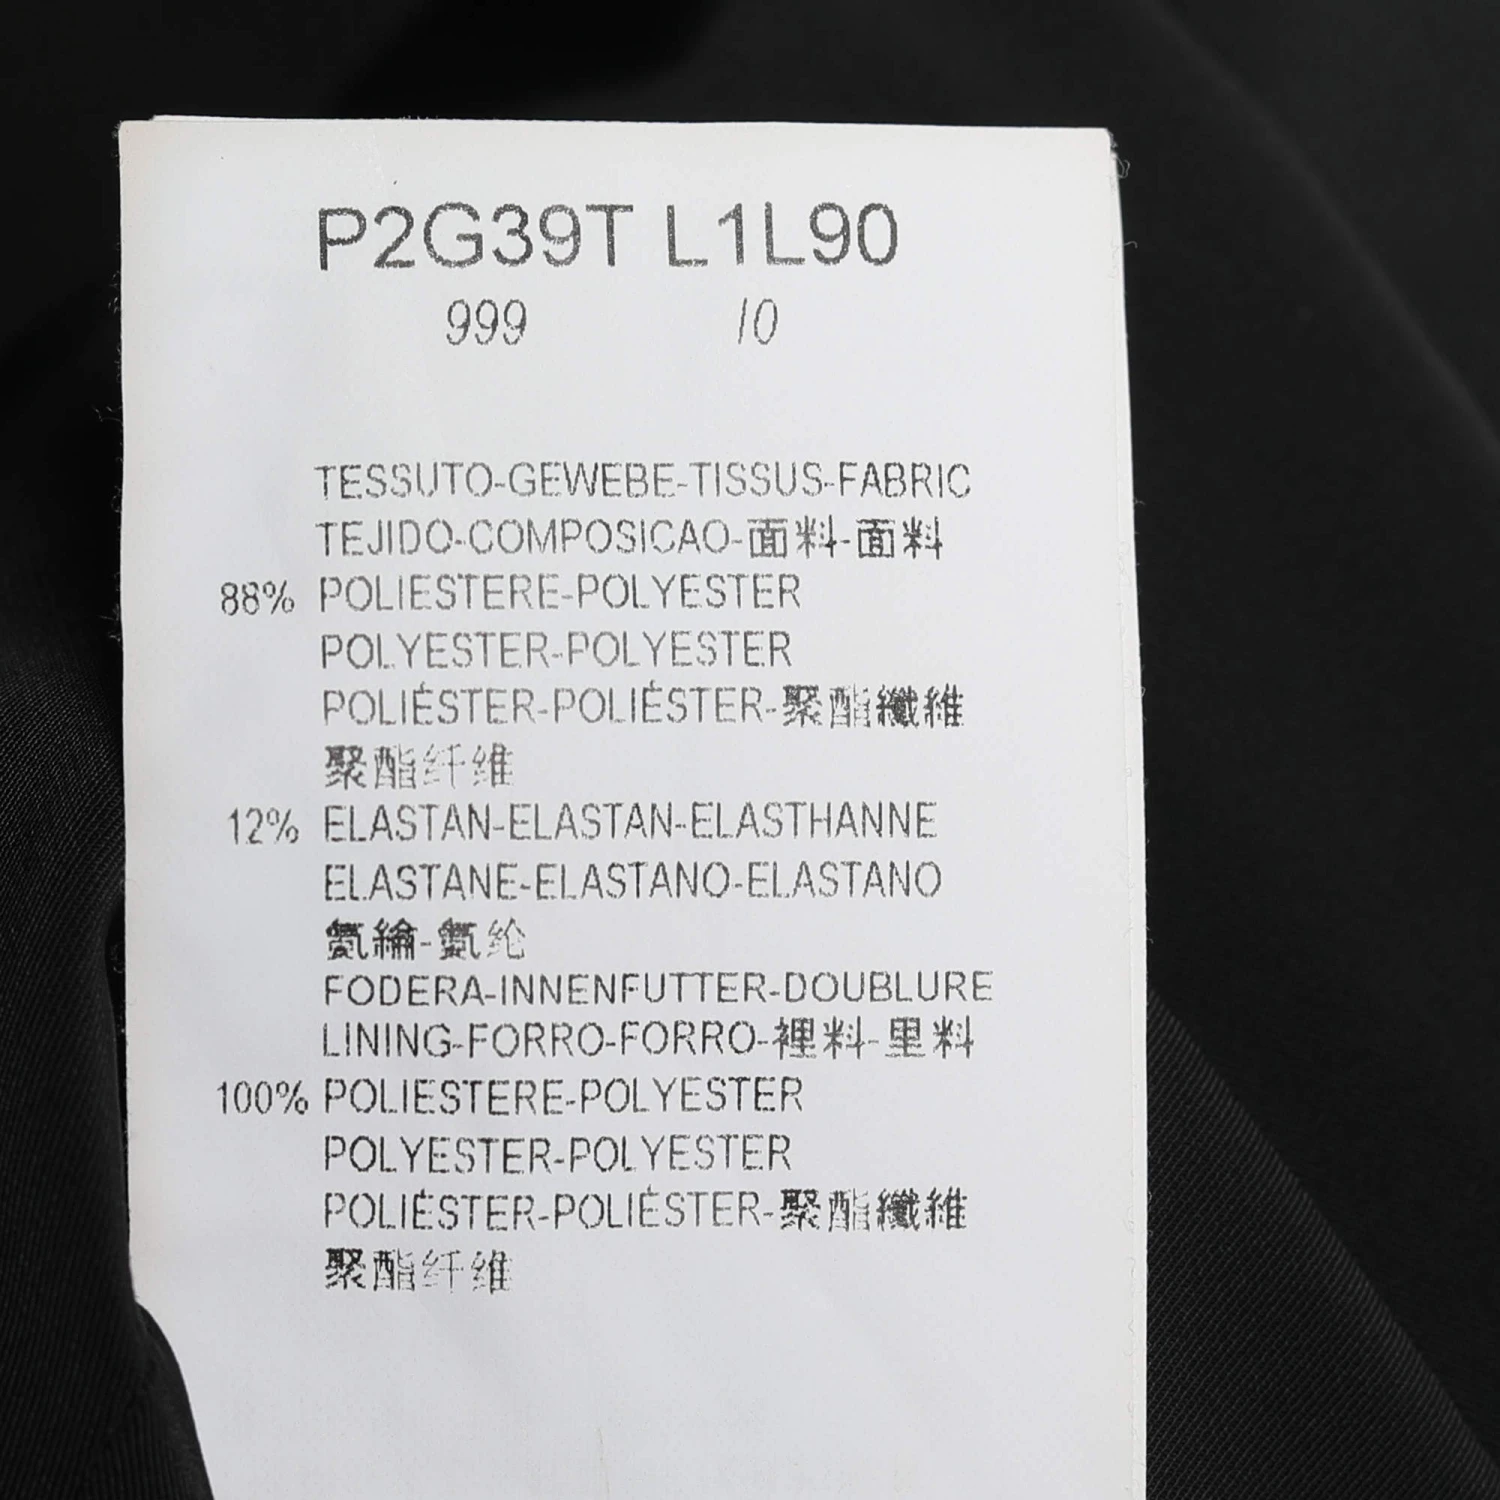 P2G39T L1L90
999 /0
TESSUTO-GEWEBE-TISSUS-FABRIC
TEJIDO-COMPOSICAO-面料-面料
88% POLIESTERE-POLYESTER
POLYESTER-POLYESTER
POLIÉSTER-POLIÉSTER-聚酯纖維
聚酯纤维
12% ELASTAN-ELASTAN-ELASTHANNE
ELASTANE-ELASTANO-ELASTANO
氨綸-氨纶
FODERA-INNENFUTTER-DOUBLURE
LINING-FORRO-FORRO-裡料-里料
100% POLIESTERE-POLYESTER
POLYESTER-POLYESTER
POLIÉSTER-POLIÉSTER-聚酯纖維
聚酯纤维